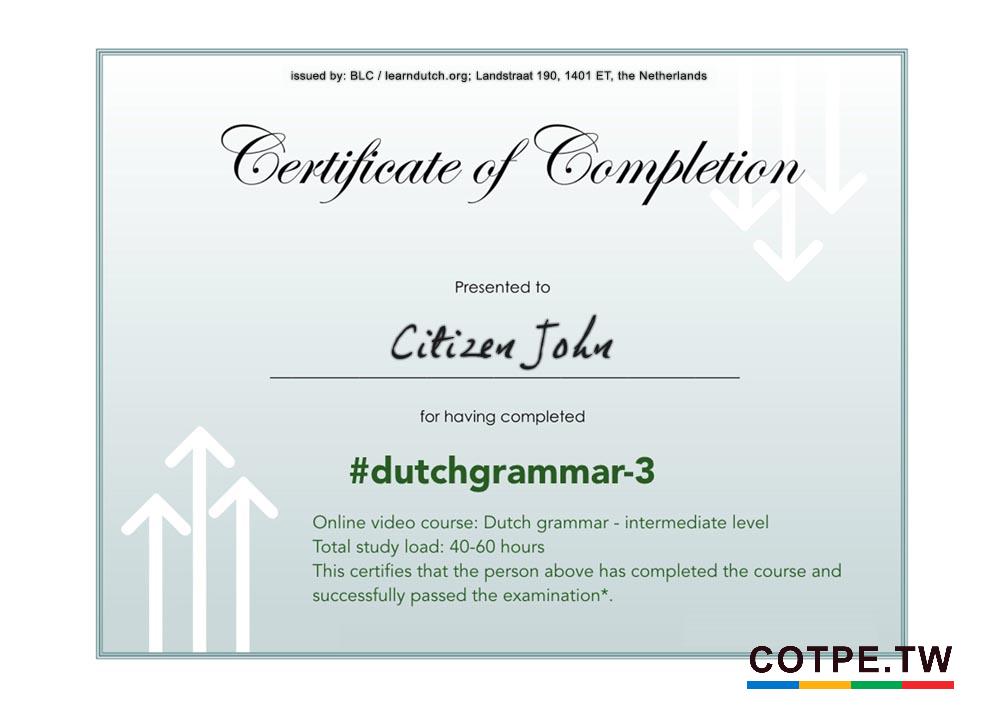 issued by: BLC / learndutch.org; Landstraat 190, 1401 ET, the Netherlands
Certificate of Completion
Presented to
Citizen John
for having completed
#dutchgrammar-3
Online video course: Dutch grammar - intermediate level
Total study load: 40-60 hours
This certifies that the person above has completed the course and
successfully passed the examination*.
COTPE.TW